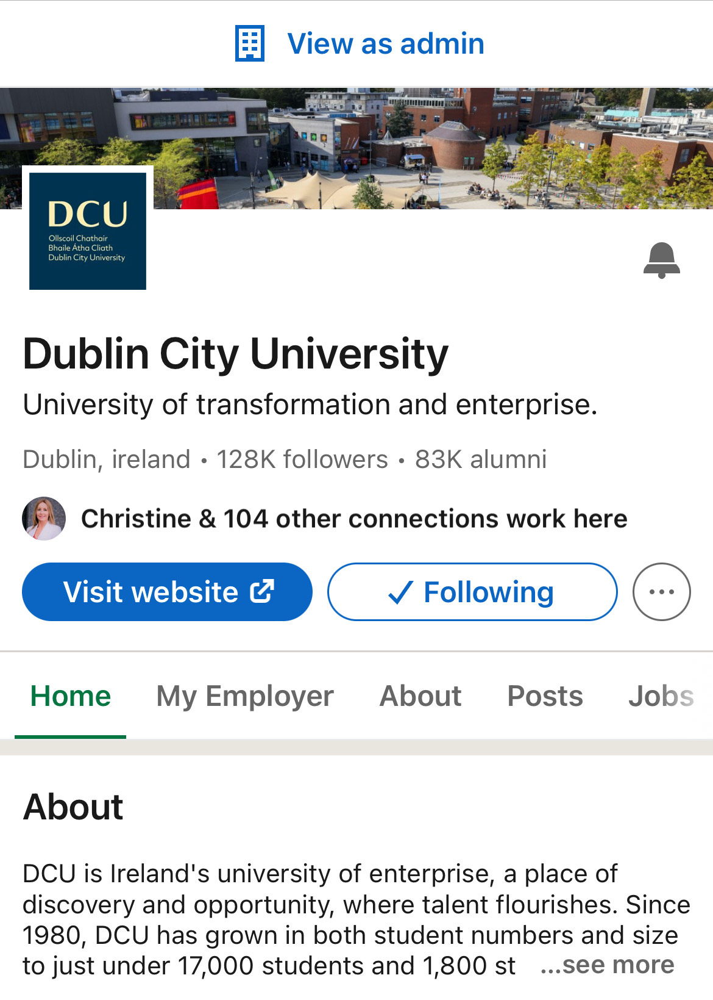 View as admin
DCU
Ollscoil Chathair
Bhaile Átha Cliath
Dublin City University
Dublin City University
University of transformation and enterprise.
Dublin, ireland • 128K followers • 83K alumni
Christine & 104 other connections work here
Visit website
Following
Home My Employer About Posts Jobs
About
DCU is Ireland's university of enterprise, a place of
discovery and opportunity, where talent flourishes. Since
1980, DCU has grown in both student numbers and size
to just under 17,000 students and 1,800 st ...see more